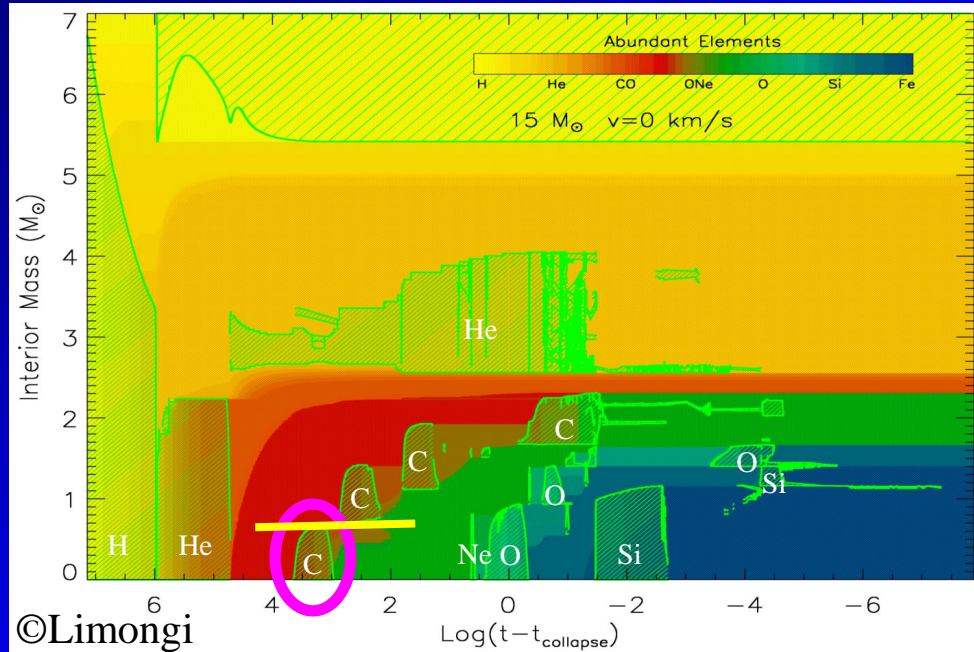 7
6
5
4
3
2
1
0
Interior Mass (M⊙)
Abundant Elements
H He CO ONe O Si Fe
15 M⊙ v=0 km/s
He
C
C
C
O
O
Si
H
He
C
Ne O
Si
6 4 2 0 −2 −4 −6
Log(t−tcollapse)
©Limongi